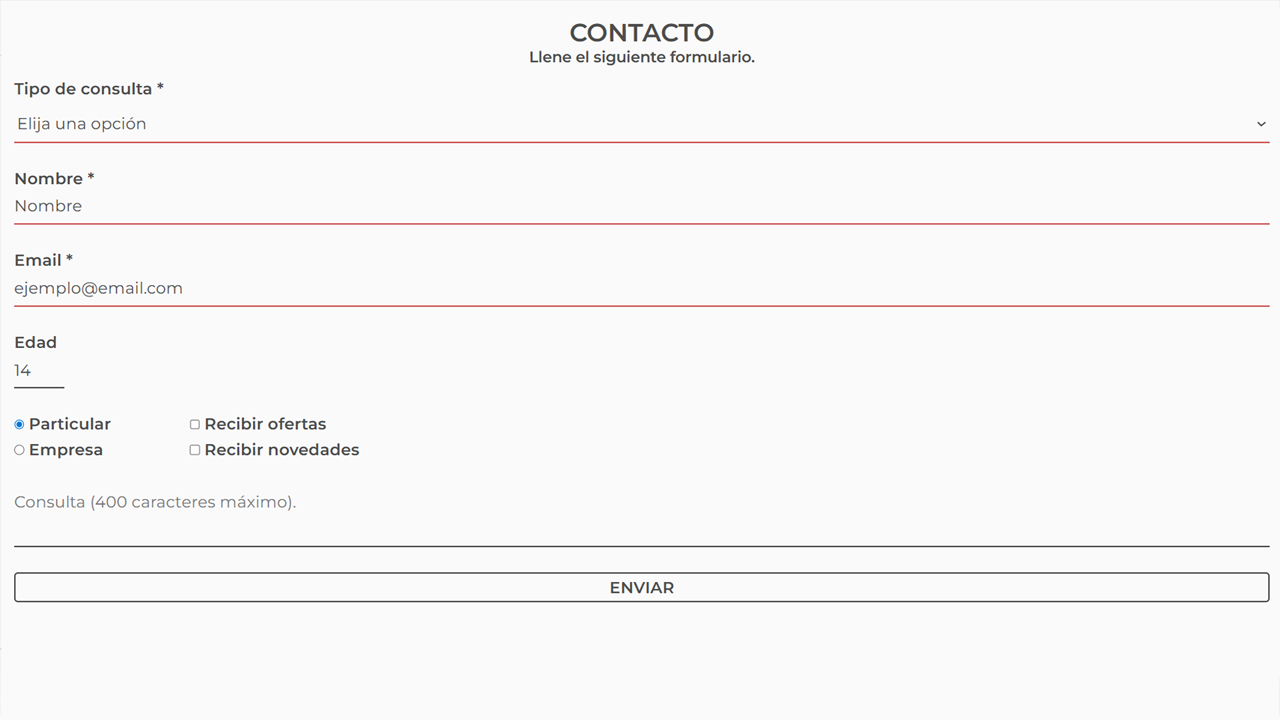 CONTACTO
Llene el siguiente formulario.
Tipo de consulta *
Elija una opción
Nombre *
Nombre
Email *
ejemplo@email.com
Edad
14
Particular
Recibir ofertas
Empresa
Recibir novedades
Consulta (400 caracteres máximo).
ENVIAR